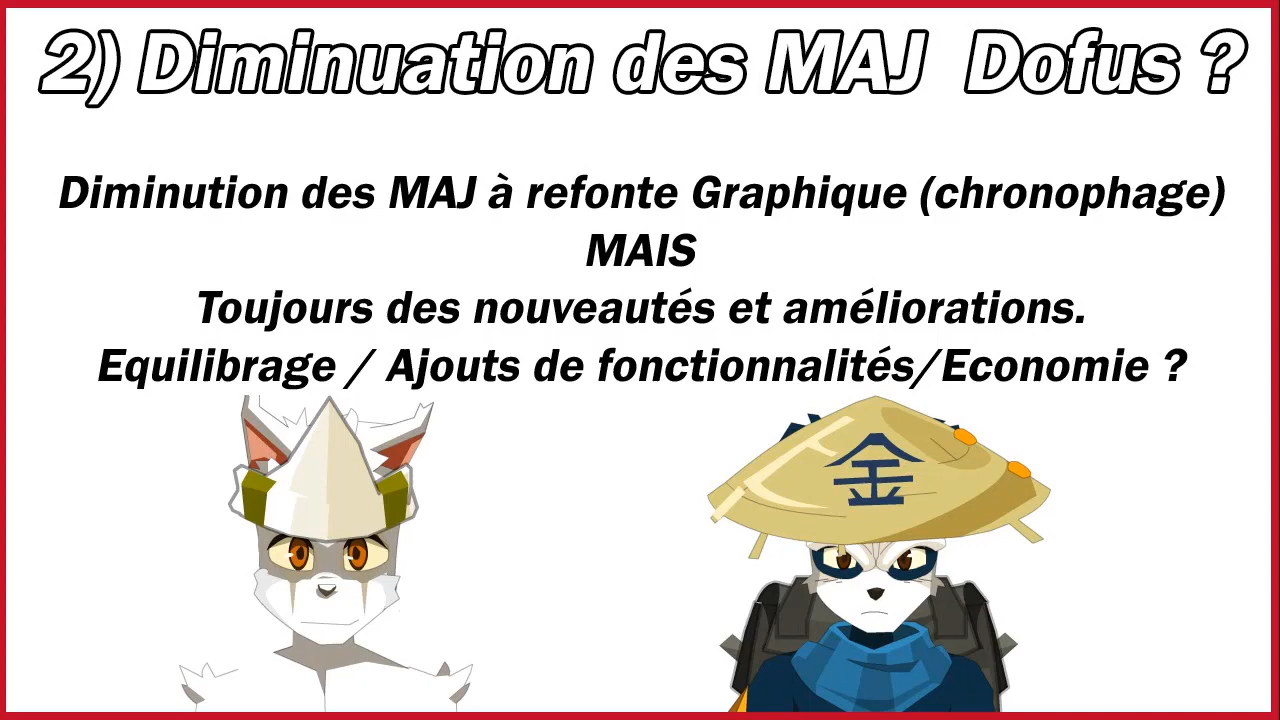 2) Diminuation des MAJ Dofus ?
Diminution des MAJ à refonte Graphique (chronophage)
MAIS
Toujours des nouveautés et améliorations.
Equilibrage / Ajouts de fonctionnalités/Economie ?
金